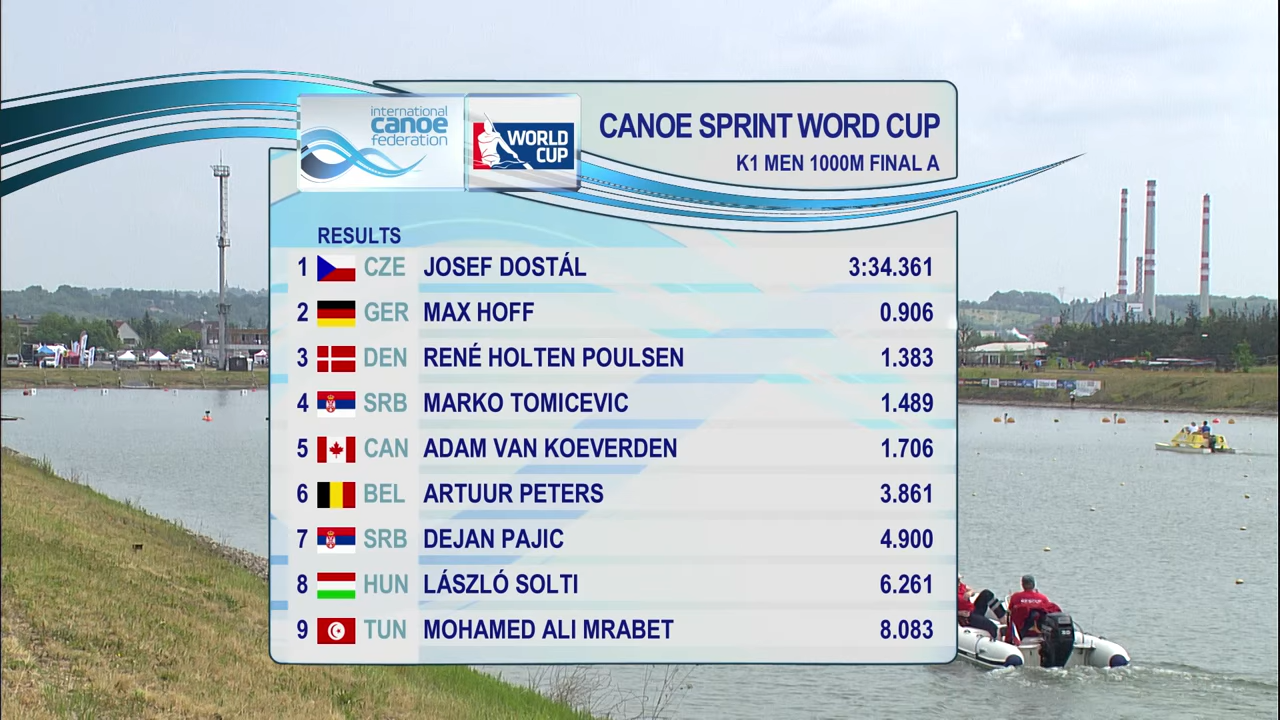 international
canoe
federation
WORLD
CUP
CANOE SPRINT WORD CUP
K1 MEN 1000M FINAL A
RESULTS
1 CZE JOSEF DOSTÁL 3:34.361
2 GER MAX HOFF 0.906
3 DEN RENÉ HOLTEN POULSEN 1.383
4 SRB MARKO TOMICEVIC 1.489
5 CAN ADAM VAN KOEVERDEN 1.706
6 BEL ARTUUR PETERS 3.861
7 SRB DEJAN PAJIC 4.900
8 HUN LÁSZLÓ SOLTI 6.261
9 TUN MOHAMED ALI MRABET 8.083